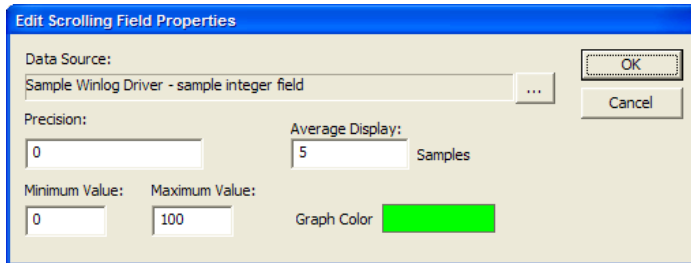 Edit Scrolling Field Properties
Data Source:
Sample Winlog Driver - sample integer field
...
OK
Cancel
Precision:
0
Average Display:
5
Samples
Minimum Value:
Maximum Value:
0
100
Graph Color